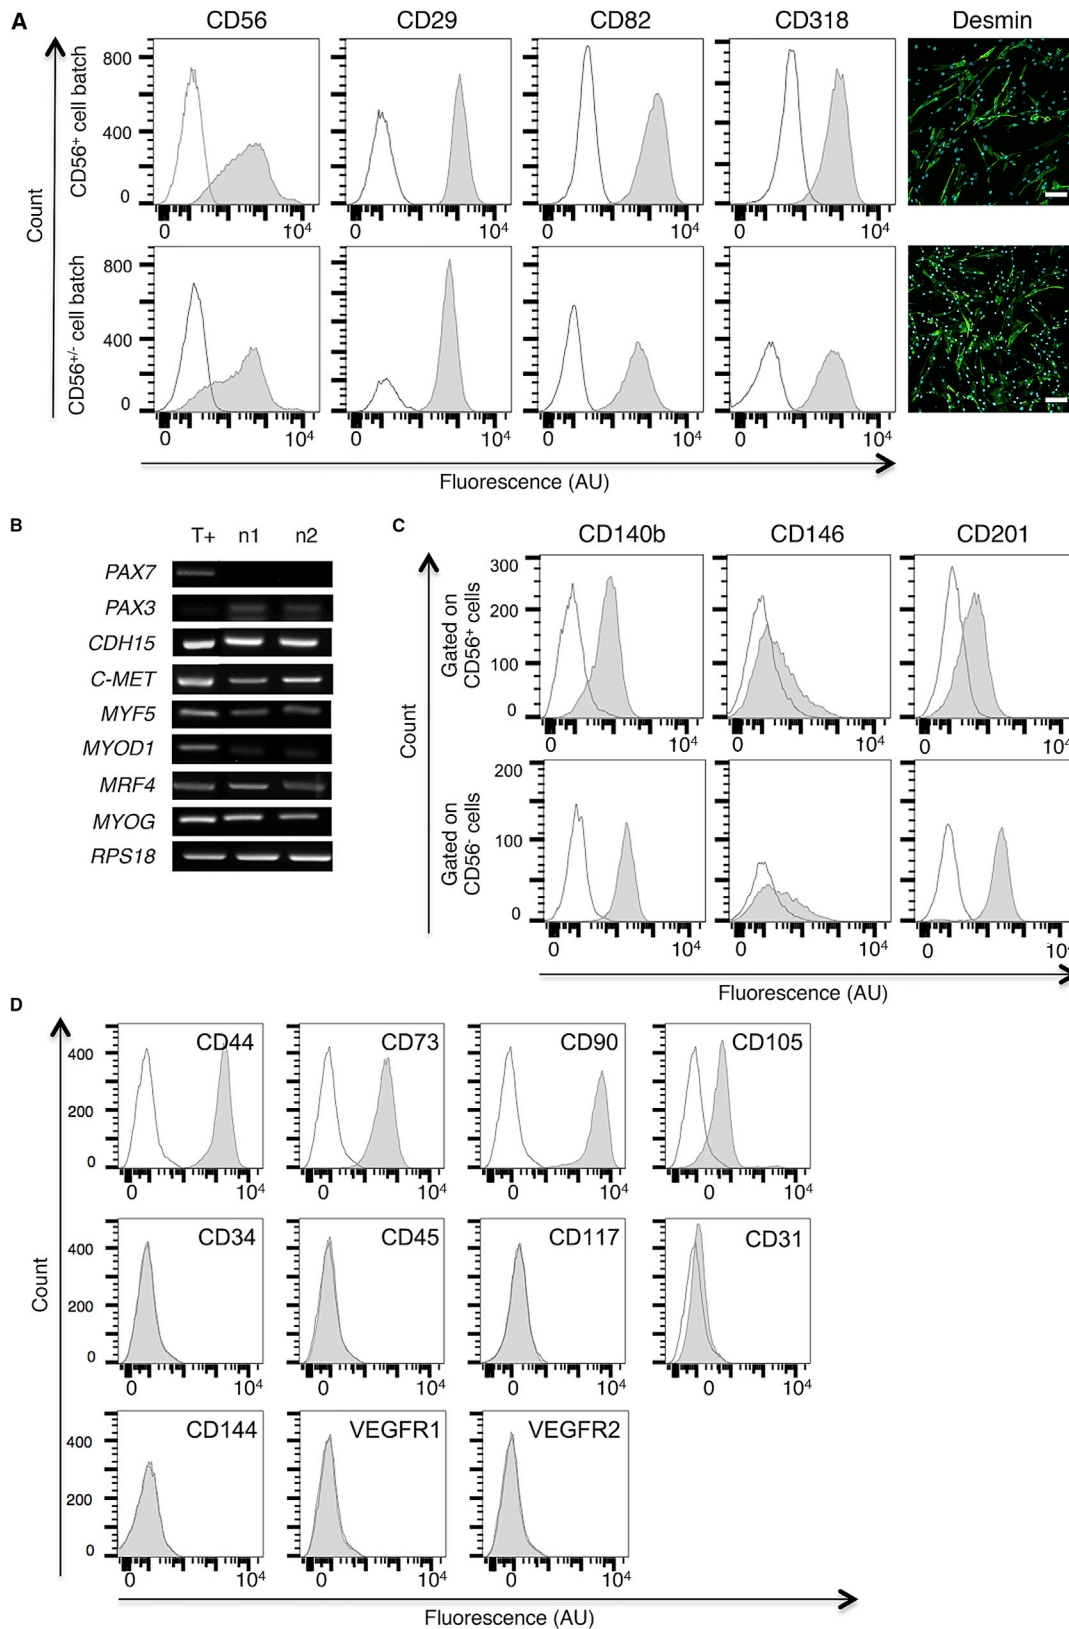 A
CD56 CD29 CD82 CD318 Desmin
Count
CD56+ cell batch
800
400
0
0 10⁴ 0 10⁴ 0 10⁴ 0 10⁴
CD56+/- cell batch
800
400
0
0 10⁴ 0 10⁴ 0 10⁴ 0 10⁴
Fluorescence (AU)
B
T+ n1 n2
PAX7
PAX3
CDH15
C-MET
MYF5
MYOD1
MRF4
MYOG
RPS18
C
CD140b CD146 CD201
Count
Gated on
CD56+ cells
300
200
100
0
0 10⁴ 0 10⁴ 0 10⁴
Gated on
CD56- cells
200
100
0
0 10⁴ 0 10⁴ 0
Fluorescence (AU)
D
Count
CD44 CD73 CD90 CD105
400
200
0
0 10⁴ 0 10⁴ 0 10⁴ 0 10⁴
CD34 CD45 CD117 CD31
400
200
0
0 10⁴ 0 10⁴ 0 10⁴ 0 10⁴
CD144 VEGFR1 VEGFR2
400
200
0
0 10⁴ 0 10⁴ 0 10⁴
Fluorescence (AU)